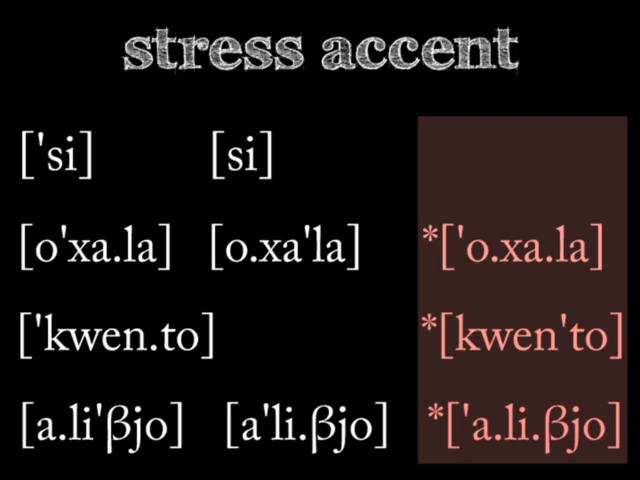 stress accent
['si] [si]
[o'xa.la] [o.xa'la] *['o.xa.la]
['kwen.to] *[kwen'to]
[a.li'βjo] [a'li.βjo] *['a.li.βjo]